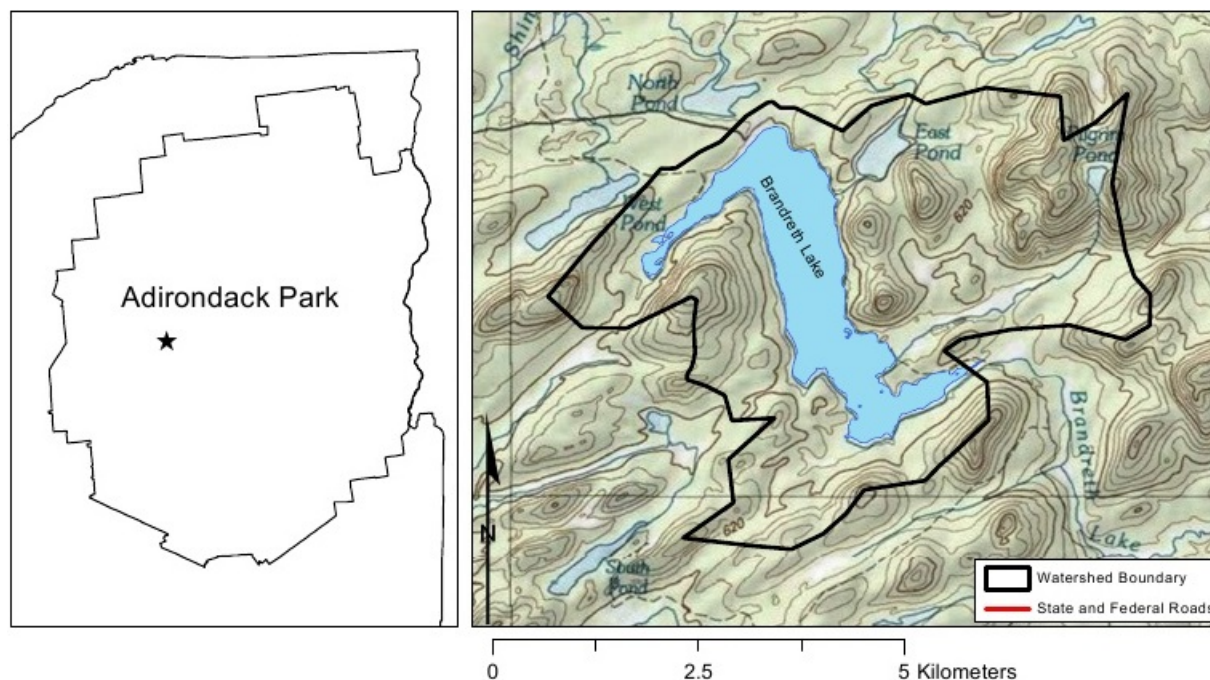 Adirondack Park
Shin
North
Pond
East
Pond
Pond
West
Pond
Brandreth Lake
620
Brandreth
Lake
620
South
Pond
N
Watershed Boundary
State and Federal Roads
0
2.5
5 Kilometers